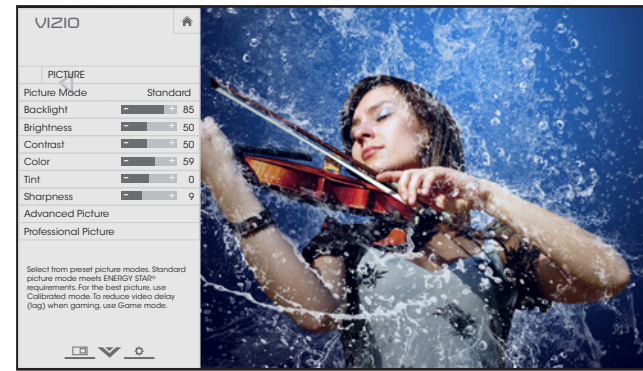 VIZIO
PICTURE
Picture Mode Standard
Backlight - + 85
Brightness - + 50
Contrast - + 50
Color - + 59
Tint - + 0
Sharpness - + 9
Advanced Picture
Professional Picture
Select from preset picture modes. Standard
picture mode meets ENERGY STAR®
requirements. For the best picture, use
Calibrated mode. To reduce video delay
(lag) when gaming, use Game mode.